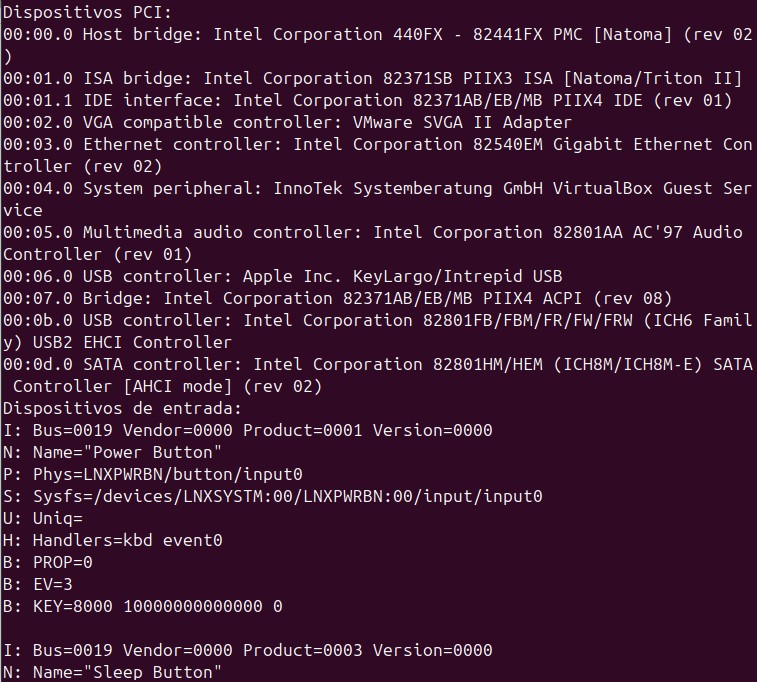 Dispositivos PCI:
00:00.0 Host bridge: Intel Corporation 440FX - 82441FX PMC [Natoma] (rev 02
)
00:01.0 ISA bridge: Intel Corporation 82371SB PIIX3 ISA [Natoma/Triton II]
00:01.1 IDE interface: Intel Corporation 82371AB/EB/MB PIIX4 IDE (rev 01)
00:02.0 VGA compatible controller: VMware SVGA II Adapter
00:03.0 Ethernet controller: Intel Corporation 82540EM Gigabit Ethernet Con
troller (rev 02)
00:04.0 System peripheral: InnoTek Systemberatung GmbH VirtualBox Guest Ser
vice
00:05.0 Multimedia audio controller: Intel Corporation 82801AA AC'97 Audio
Controller (rev 01)
00:06.0 USB controller: Apple Inc. KeyLargo/Intrepid USB
00:07.0 Bridge: Intel Corporation 82371AB/EB/MB PIIX4 ACPI (rev 08)
00:0b.0 USB controller: Intel Corporation 82801FB/FBM/FR/FW/FRW (ICH6 Famil
y) USB2 EHCI Controller
00:0d.0 SATA controller: Intel Corporation 82801HM/HEM (ICH8M/ICH8M-E) SATA
 Controller [AHCI mode] (rev 02)
Dispositivos de entrada:
I: Bus=0019 Vendor=0000 Product=0001 Version=0000
N: Name="Power Button"
P: Phys=LNXPWRBN/button/input0
S: Sysfs=/devices/LNXSYSTM:00/LNXPWRBN:00/input/input0
U: Uniq=
H: Handlers=kbd event0
B: PROP=0
B: EV=3
B: KEY=8000 10000000000000 0

I: Bus=0019 Vendor=0000 Product=0003 Version=0000
N: Name="Sleep Button"